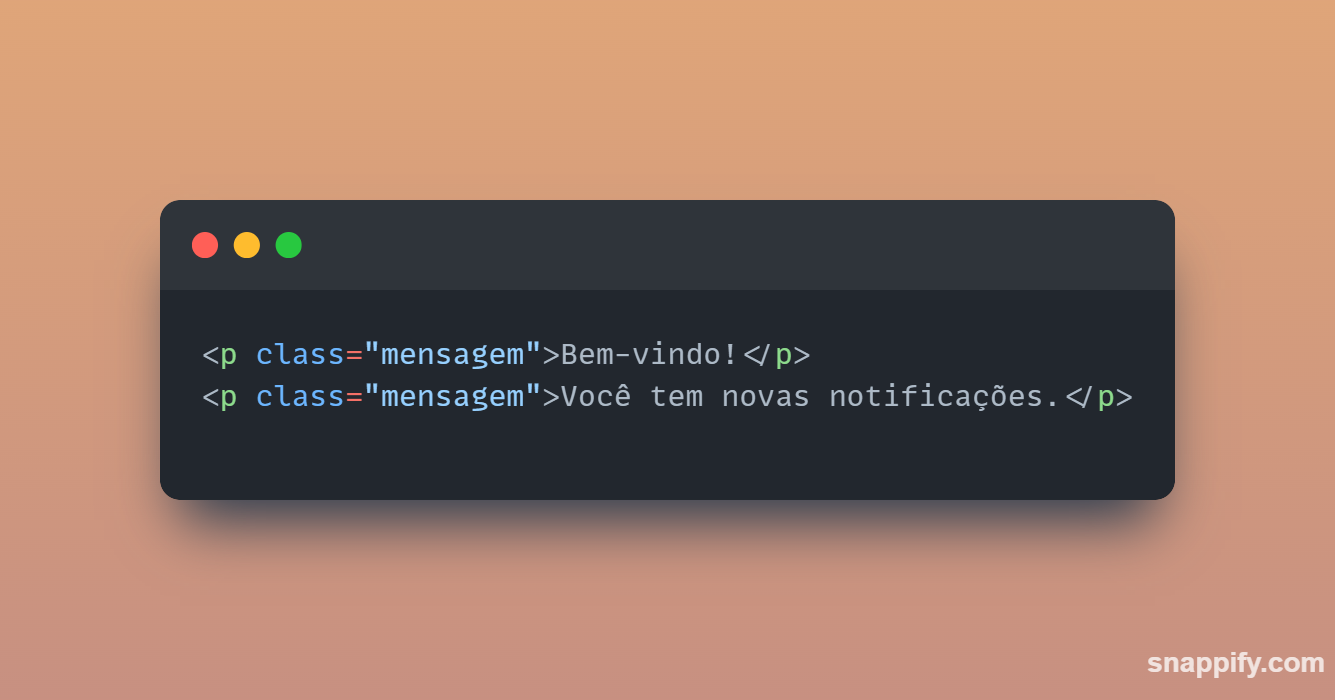 <p class="mensagem">Bem-vindo!</p>
<p class="mensagem">Você tem novas notificações.</p>
snappify.com